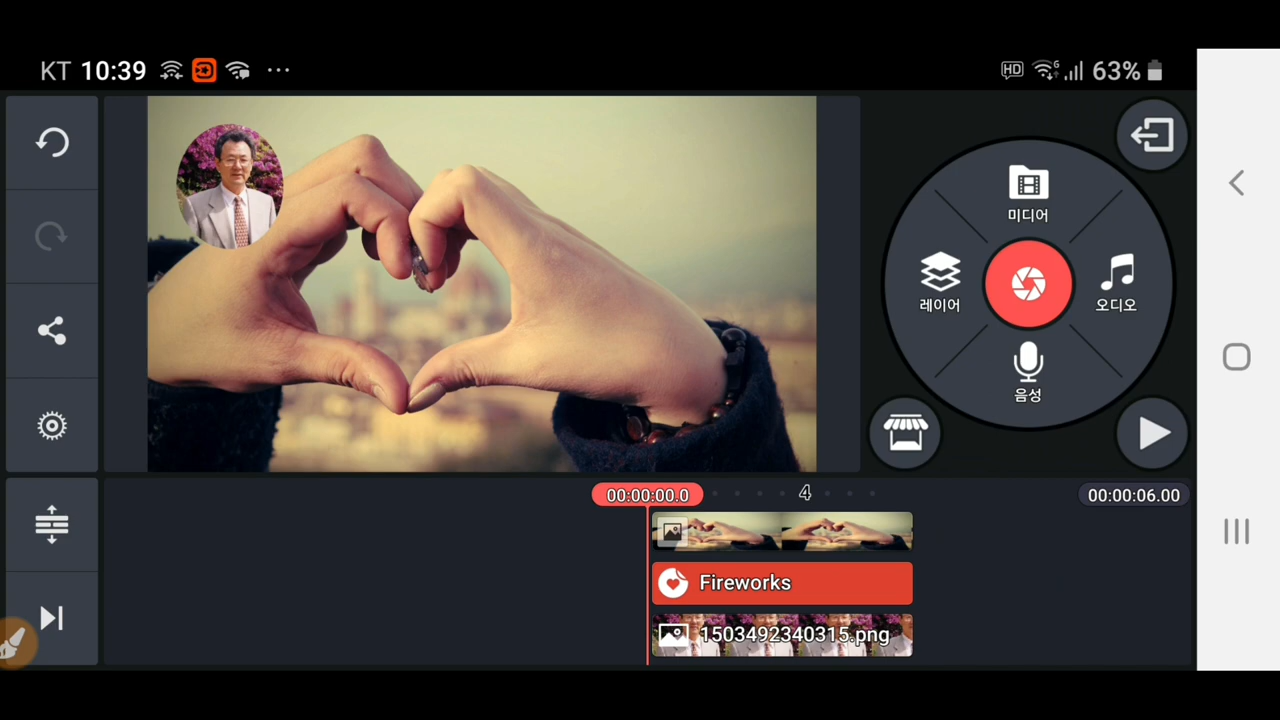 KT 10:39
HD 63%
미디어
레이어
오디오
음성
00:00:00.0
4
00:00:06.00
Fireworks
1503492340315.png